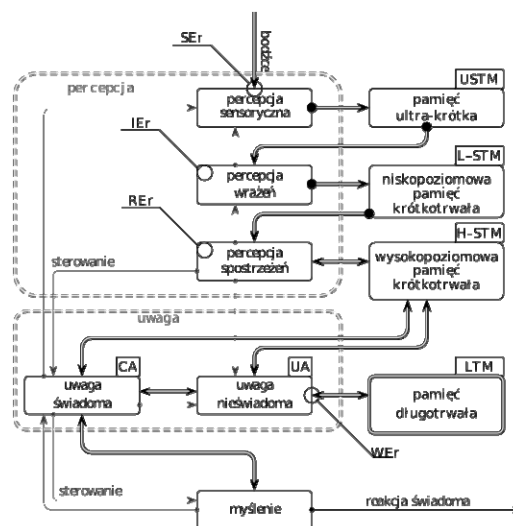 SEr
bodźce
USTM
percepcja
percepcja
sensoryczna
pamięć
ultra-krótka
IEr
L-STM
percepcja
wrażeń
niskopoziomowa
pamięć
krótkotrwała
REr
H-STM
percepcja
spostrzeżeń
wysokopoziomowa
pamięć
krótkotrwała
sterowanie
uwaga
CA
UA
LTM
uwaga
świadoma
uwaga
nieświadoma
pamięć
długotrwała
WEr
sterowanie
myślenie
reakcja świadoma